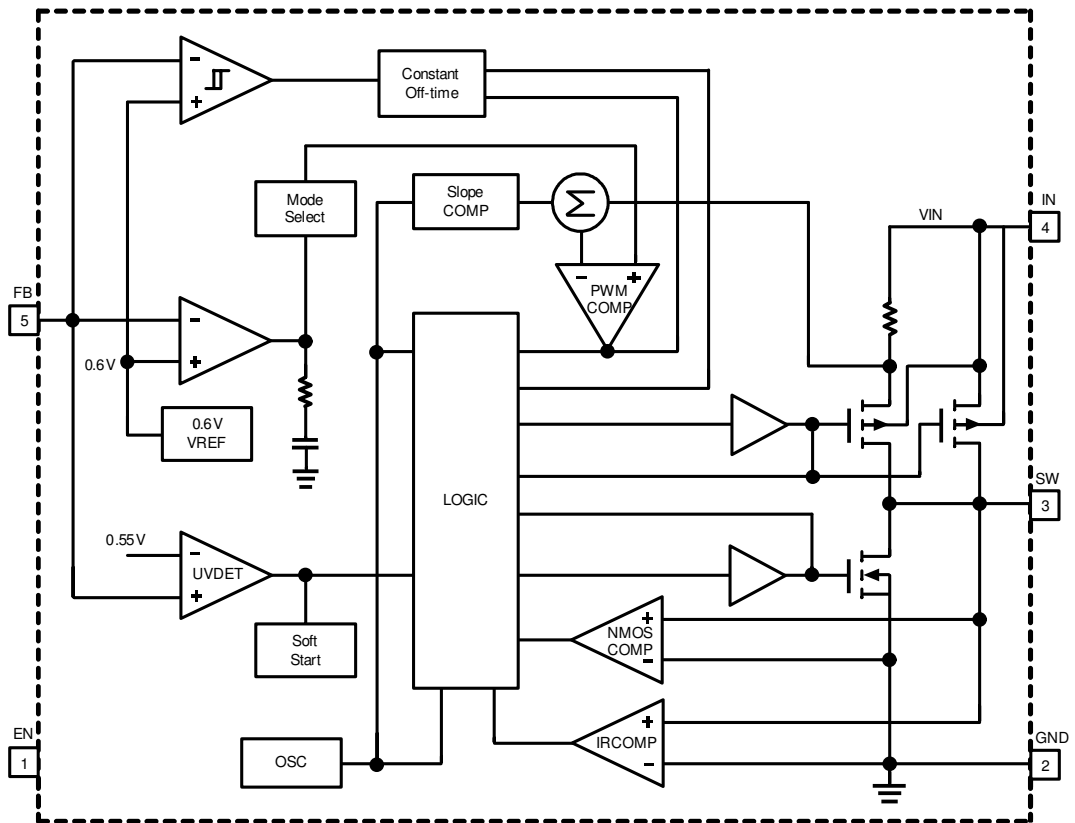 Constant
Off-time
Mode
Select
Slope
COMP
Σ
VIN
IN
4
PWM
COMP
FB
5
0.6V
0.6V
VREF
LOGIC
SW
3
0.55V
UVDET
Soft
Start
NMOS
COMP
EN
1
OSC
IRCOMP
GND
2